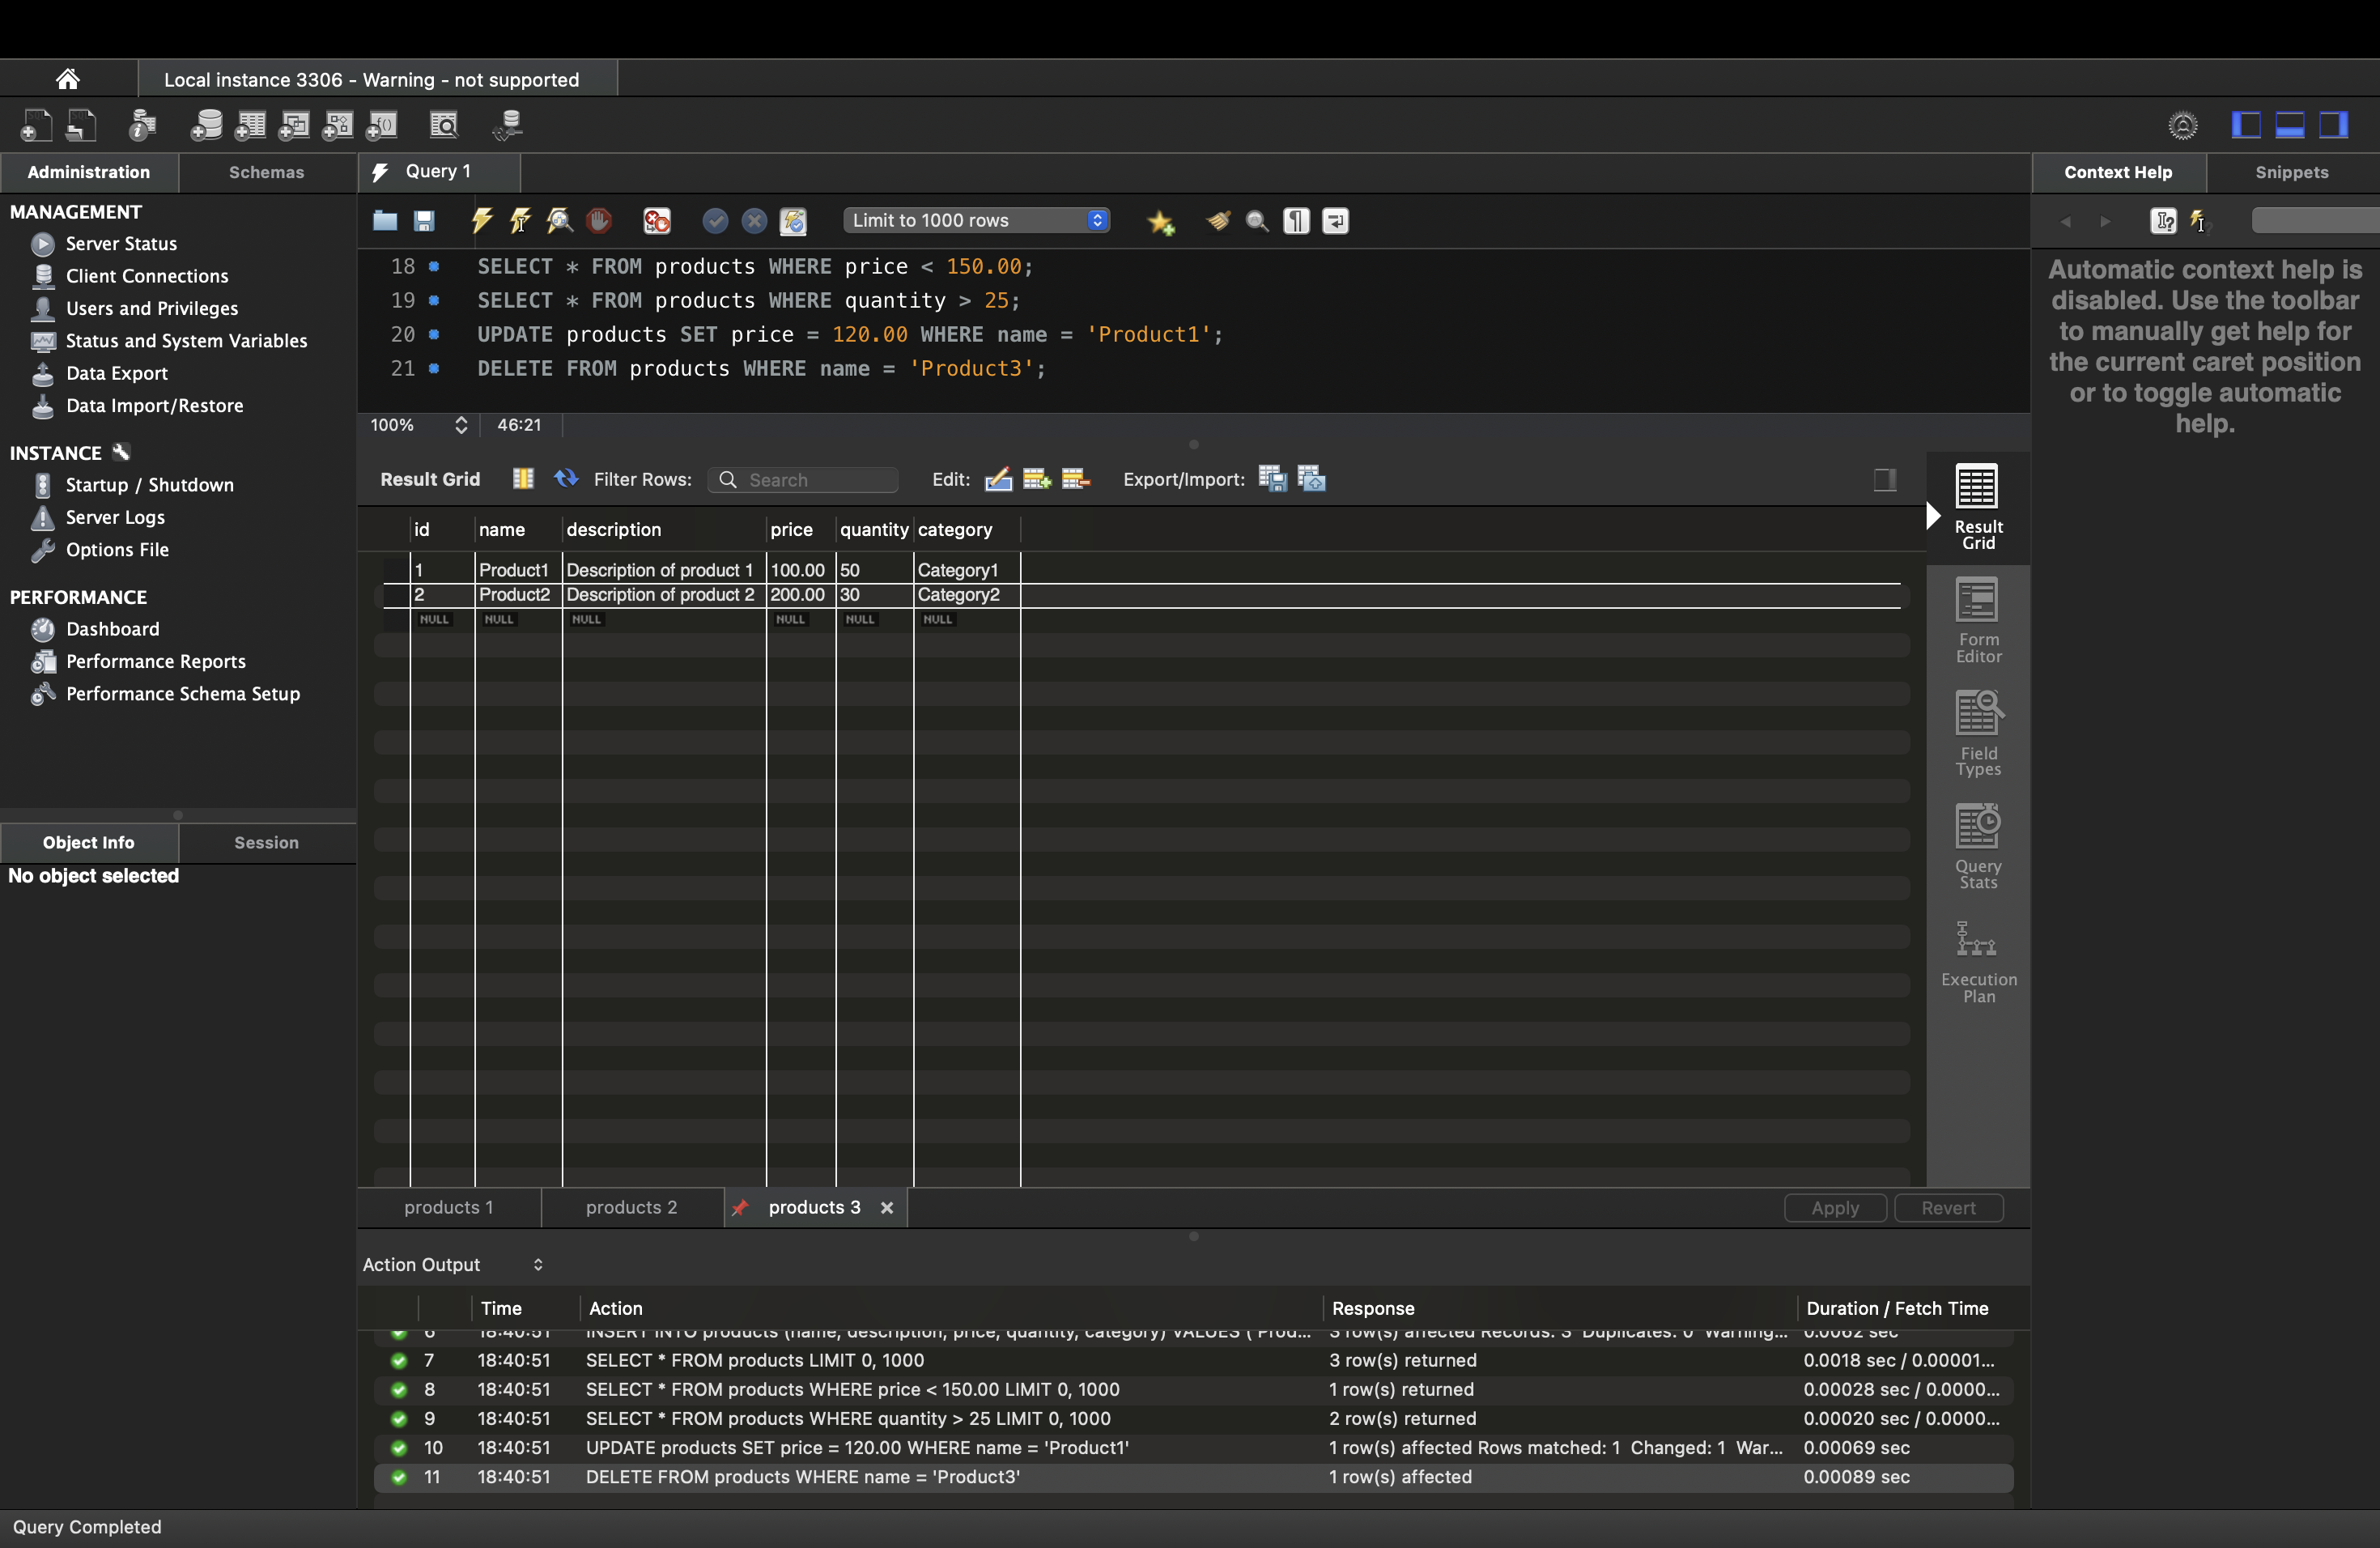 Local instance 3306 - Warning - not supported
Administration
Schemas
MANAGEMENT
Server Status
Client Connections
Users and Privileges
Status and System Variables
Data Export
Data Import/Restore
INSTANCE
Startup / Shutdown
Server Logs
Options File
PERFORMANCE
Dashboard
Performance Reports
Performance Schema Setup
Object Info
Session
No object selected
Query 1
Limit to 1000 rows
18 SELECT * FROM products WHERE price < 150.00;
19 SELECT * FROM products WHERE quantity > 25;
20 UPDATE products SET price = 120.00 WHERE name = 'Product1';
21 DELETE FROM products WHERE name = 'Product3';
100% 46:21
Result Grid Filter Rows: Search Edit: Export/Import:
id name description price quantity category
1 Product1 Description of product 1 100.00 50 Category1
2 Product2 Description of product 2 200.00 30 Category2
NULL NULL NULL NULL NULL NULL
Result
Grid
Form
Editor
Field
Types
Query
Stats
Execution
Plan
products 1
products 2
products 3
Apply
Revert
Action Output
Time Action Response Duration / Fetch Time
6 18:40:51 INSERT INTO products (name, description, price, quantity, category) VALUES ( 'Prod... 3 row(s) affected Records: 3 Duplicates: 0 Warning... 0.0062 sec
7 18:40:51 SELECT * FROM products LIMIT 0, 1000 3 row(s) returned 0.0018 sec / 0.00001...
8 18:40:51 SELECT * FROM products WHERE price < 150.00 LIMIT 0, 1000 1 row(s) returned 0.00028 sec / 0.0000...
9 18:40:51 SELECT * FROM products WHERE quantity > 25 LIMIT 0, 1000 2 row(s) returned 0.00020 sec / 0.0000...
10 18:40:51 UPDATE products SET price = 120.00 WHERE name = 'Product1' 1 row(s) affected Rows matched: 1 Changed: 1 War... 0.00069 sec
11 18:40:51 DELETE FROM products WHERE name = 'Product3' 1 row(s) affected 0.00089 sec
Query Completed
Context Help
Snippets
Automatic context help is
disabled. Use the toolbar
to manually get help for
the current caret position
or to toggle automatic
help.